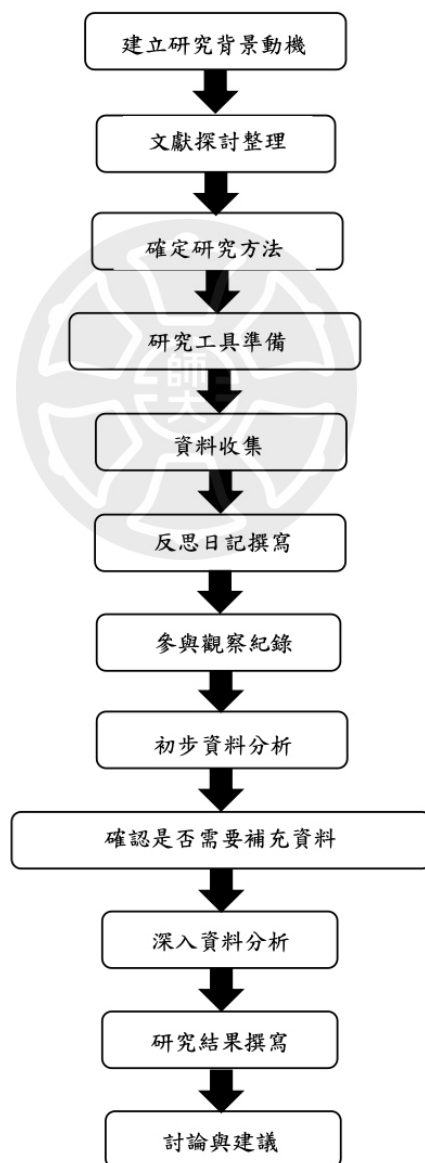 建立研究背景動機
文獻探討整理
確定研究方法
研究工具準備
師大
資料收集
反思日記撰寫
參與觀察紀錄
初步資料分析
確認是否需要補充資料
深入資料分析
研究結果撰寫
討論與建議